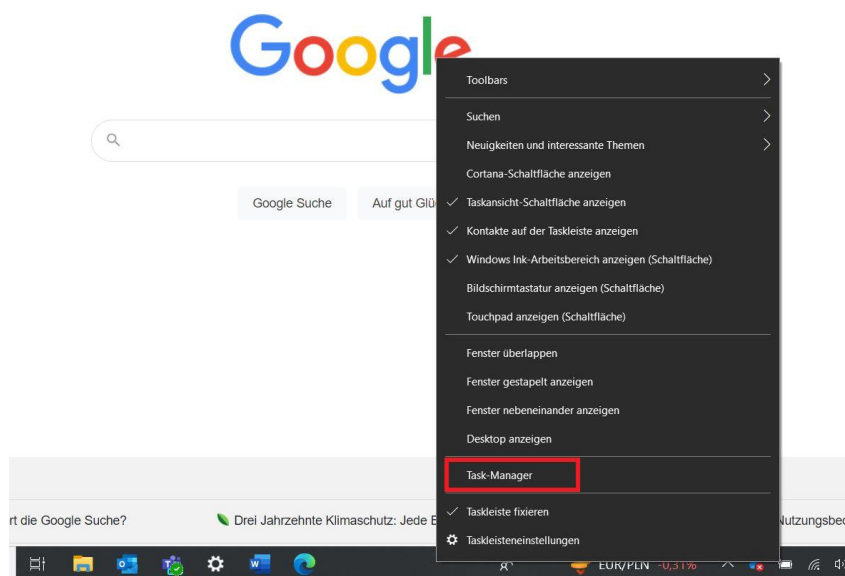 Google
Google Suche
Auf gut Glü
Toolbars
Suchen
Neuigkeiten und interessante Themen
Cortana-Schaltfläche anzeigen
Taskansicht-Schaltfläche anzeigen
Kontakte auf der Taskleiste anzeigen
Windows Ink-Arbeitsbereich anzeigen (Schaltfläche)
Bildschirmtastatur anzeigen (Schaltfläche)
Touchpad anzeigen (Schaltfläche)
Fenster überlappen
Fenster gestapelt anzeigen
Fenster nebeneinander anzeigen
Desktop anzeigen
Task-Manager
Taskleiste fixieren
Taskleisteneinstellungen
rt die Google Suche?
Drei Jahrzehnte Klimaschutz: Jede E
Nutzungsbe
EUR/PLN -0,31%